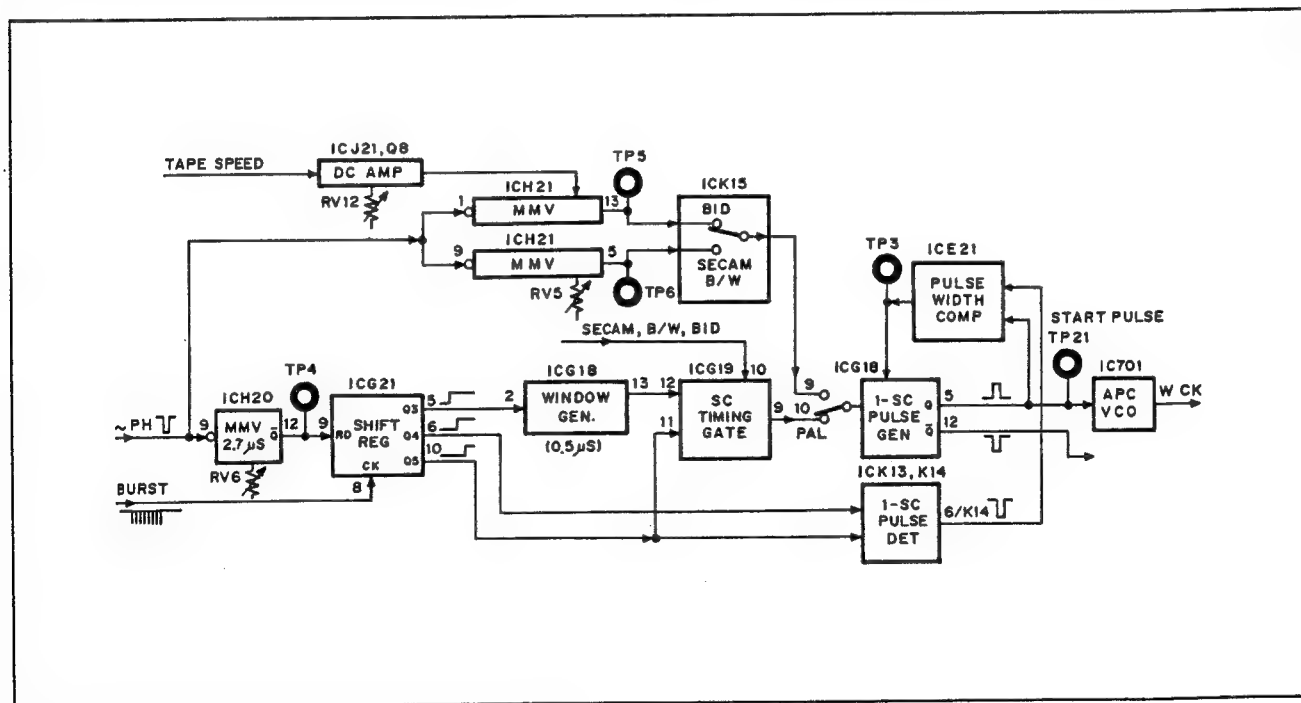 TAPE SPEED
ICJ21, Q8
DC AMP
RV12
ICH21
1 MMV 13
TP5
ICH21
9 MMV 5
RV5
TP6
ICK15
BID
SECAM
B/W
SECAM, B/W, BID
TP3
ICE21
PULSE
WIDTH
COMP
START PULSE
TP21
IC701
APC
VCO
W CK
~PH
9
ICH20
MMV
2.7µS
Q̅ 12
RV6
TP4
BURST
ICG21
9 RD
SHIFT
REG
CK
8
Q3 5
Q4 6
Q5 10
ICG18
2 WINDOW
GEN. 13
(0.5µS)
ICG19
10
12
11
SC
TIMING
GATE
9
9
10
PAL
ICG18
1-SC
PULSE
GEN
Q 5
Q̅ 12
ICK13, K14
1-SC
PULSE
DET
6/K14